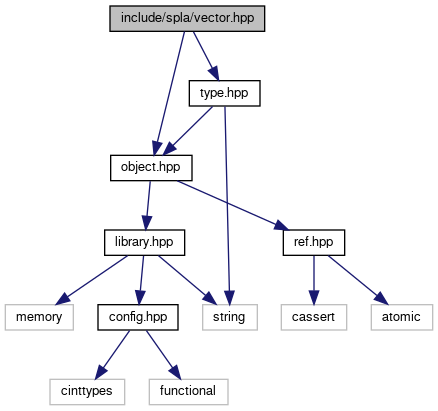 include/spla/vector.hpp
type.hpp
object.hpp
library.hpp
ref.hpp
memory
config.hpp
string
cassert
atomic
cinttypes
functional